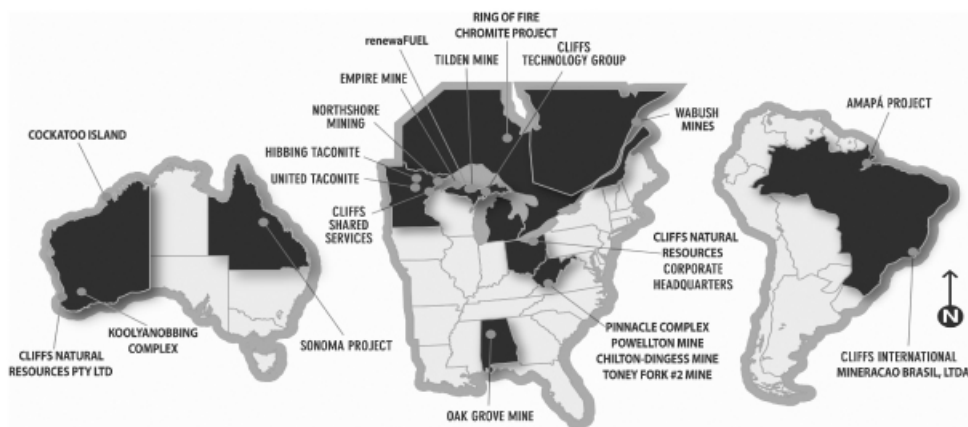 COCKATOO ISLAND
CLIFFS NATURAL
RESOURCES PTY LTD
KOOLYANOBBING
COMPLEX
SONOMA PROJECT
RING OF FIRE
CHROMITE PROJECT
renewaFUEL
TILDEN MINE
CLIFFS
TECHNOLOGY GROUP
EMPIRE MINE
NORTHSHORE
MINING
HIBBING TACONITE
UNITED TACONITE
CLIFFS
SHARED
SERVICES
WABUSH
MINES
CLIFFS NATURAL
RESOURCES
CORPORATE
HEADQUARTERS
PINNACLE COMPLEX
POWELLTON MINE
CHILTON-DINGESS MINE
TONEY FORK #2 MINE
OAK GROVE MINE
AMAPÁ PROJECT
CLIFFS INTERNATIONAL
MINERACAO BRASIL, LTDA
N